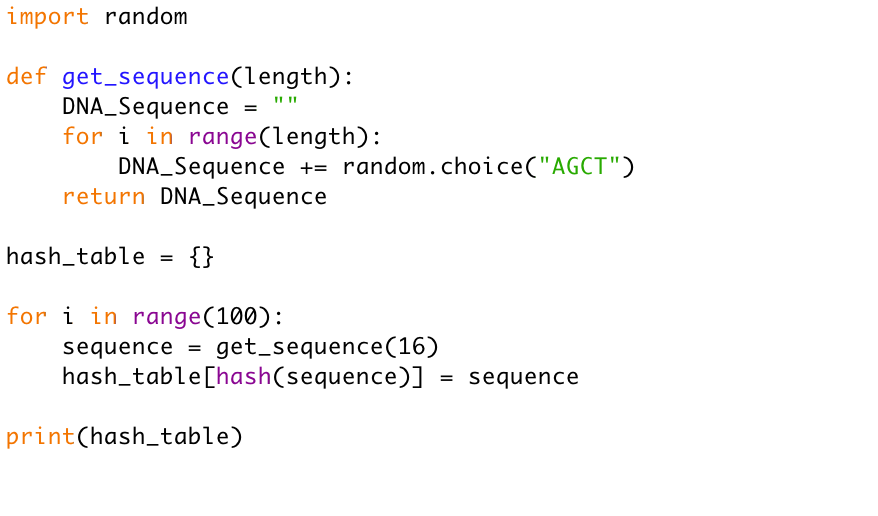 import random

def get_sequence(length):
    DNA_Sequence = ""
    for i in range(length):
        DNA_Sequence += random.choice("AGCT")
    return DNA_Sequence

hash_table = {}

for i in range(100):
    sequence = get_sequence(16)
    hash_table[hash(sequence)] = sequence

print(hash_table)